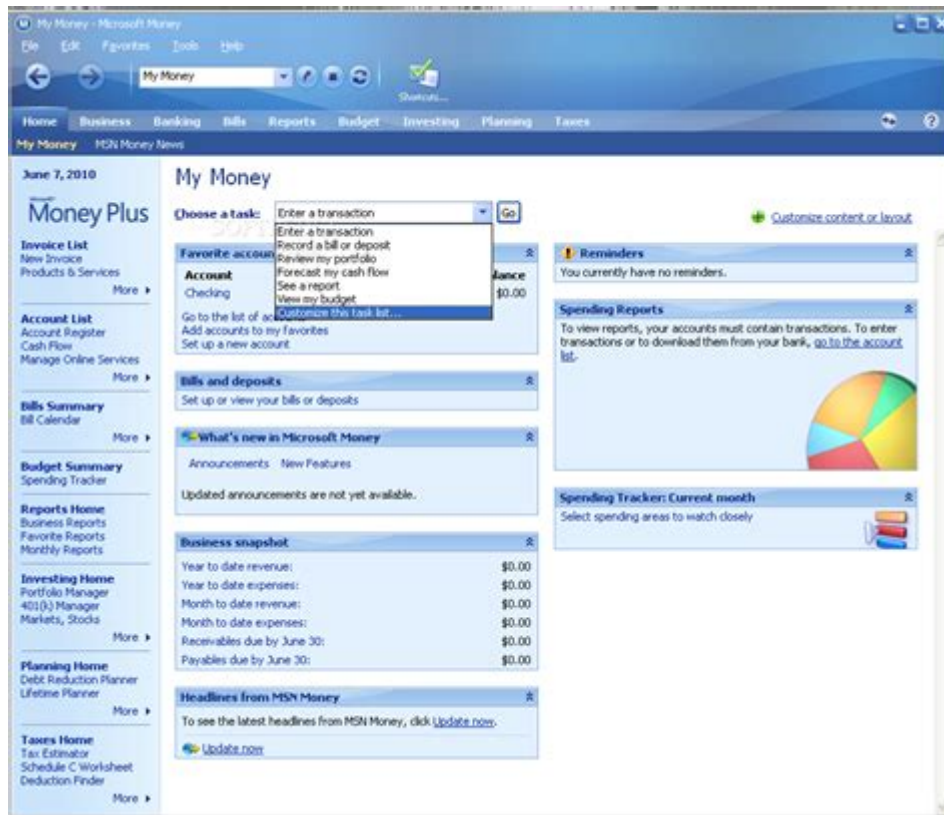 My Money - Microsoft Money
File Edit Favorites Tools Help
My Money
Shortcuts...
Home Business Banking Bills Reports Budget Investing Planning Taxes
My Money MSN Money News
June 7, 2010
Microsoft
Money Plus
Invoice List
New Invoice
Products & Services
More
Account List
Account Register
Cash Flow
Manage Online Services
More
Bills Summary
Bill Calendar
More
Budget Summary
Spending Tracker
Reports Home
Business Reports
Favorite Reports
Monthly Reports
Investing Home
Portfolio Manager
401(k) Manager
Markets, Stocks
More
Planning Home
Debt Reduction Planner
Lifetime Planner
More
Taxes Home
Tax Estimator
Schedule C Worksheet
Deduction Finder
More
My Money
Choose a task: Enter a transaction Go
Customize content or layout
Enter a transaction
Record a bill or deposit
Review my portfolio
Forecast my cash flow
See a report
View my budget
Customize this task list...
Favorite accoun
Account lance
Checking $0.00
Go to the list of ac
Add accounts to my favorites
Set up a new account
Bills and deposits
Set up or view your bills or deposits
What's new in Microsoft Money
Announcements New Features
Updated announcements are not yet available.
Business snapshot
Year to date revenue: $0.00
Year to date expenses: $0.00
Month to date revenue: $0.00
Month to date expenses: $0.00
Receivables due by June 30: $0.00
Payables due by June 30: $0.00
Headlines from MSN Money
To see the latest headlines from MSN Money, click Update now.
Update now
Reminders
You currently have no reminders.
Spending Reports
To view reports, your accounts must contain transactions. To enter
transactions or to download them from your bank, go to the account
list.
Spending Tracker: Current month
Select spending areas to watch closely